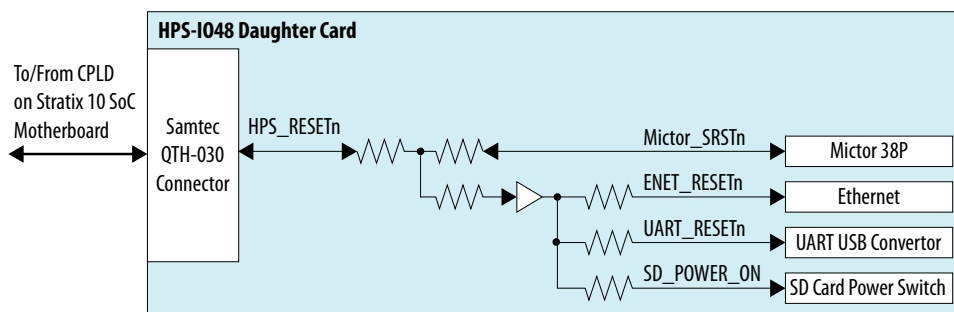 HPS-IO48 Daughter Card
To/From CPLD
on Stratix 10 SoC
Motherboard
Samtec
QTH-030
Connector
HPS_RESETn
Mictor_SRSTn
Mictor 38P
ENET_RESETn
Ethernet
UART_RESETn
UART USB Convertor
SD_POWER_ON
SD Card Power Switch